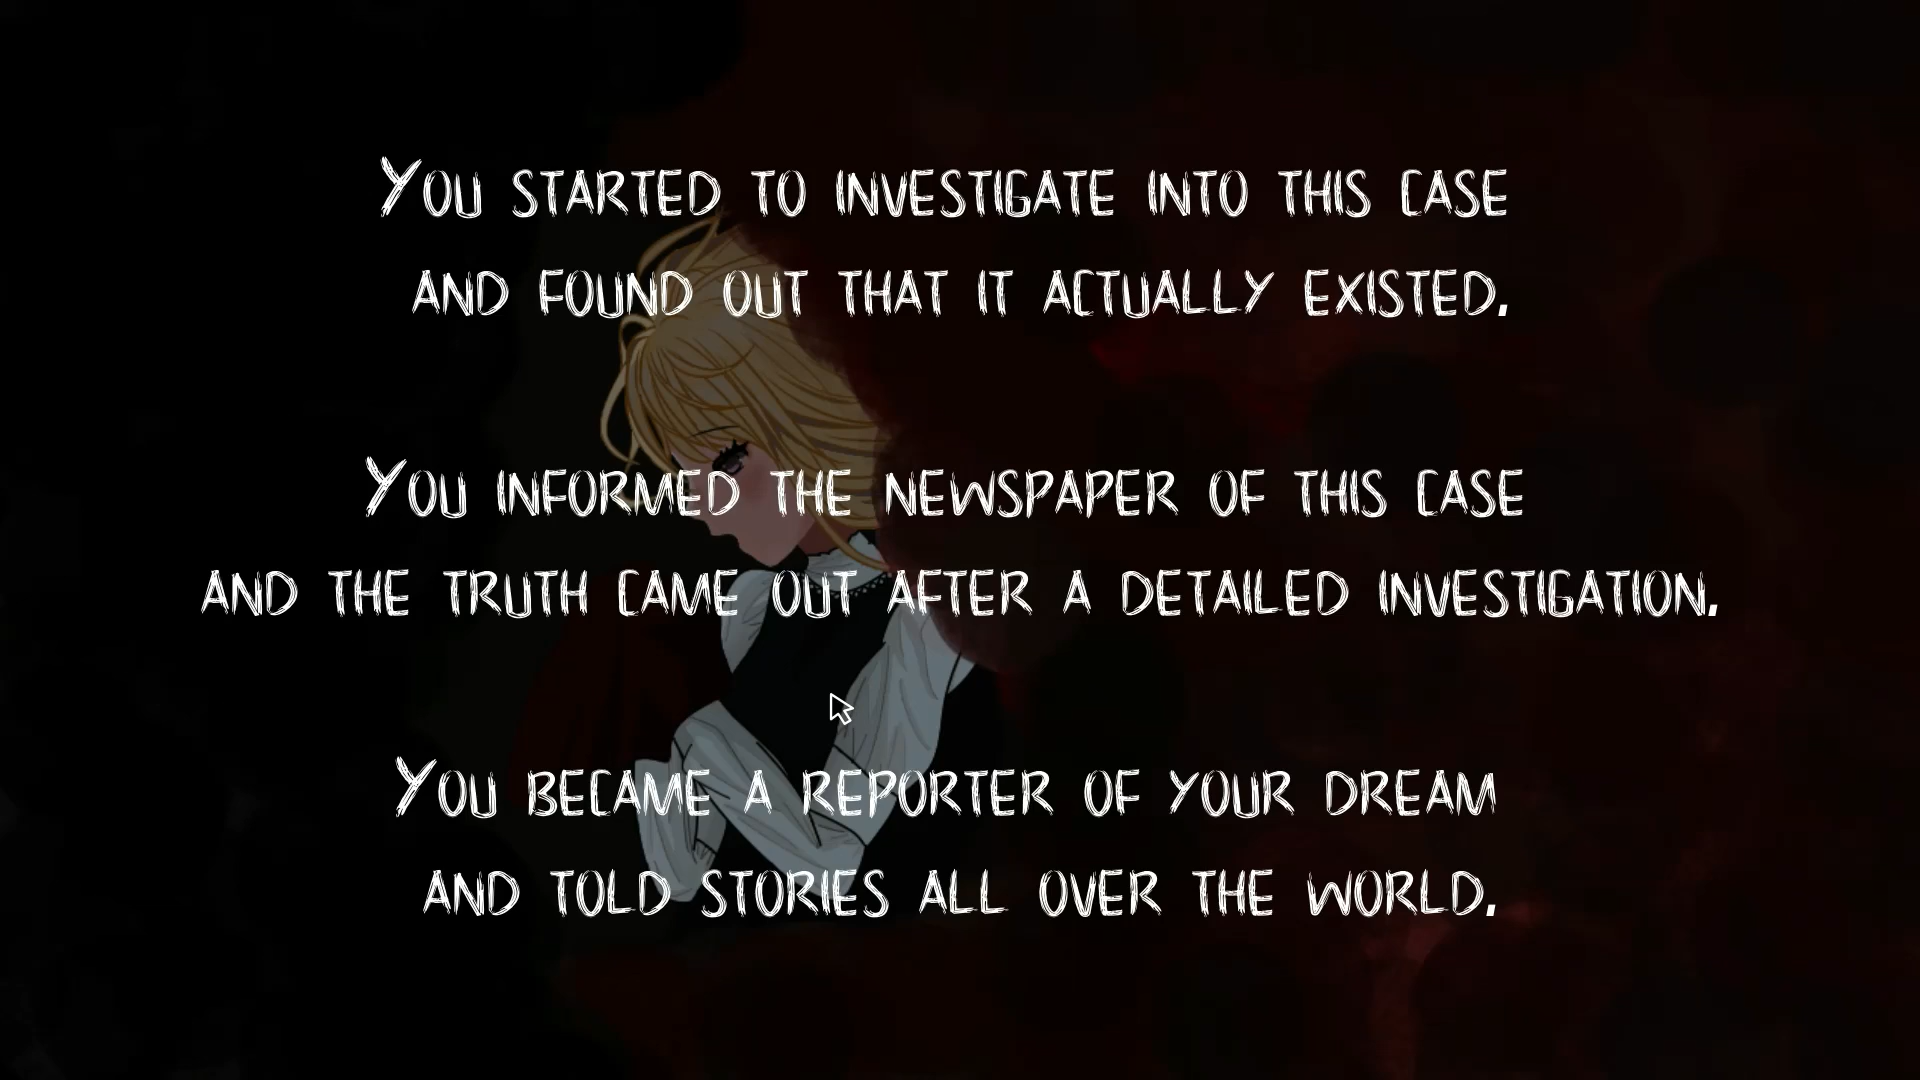 You started to investigate into this case
and found out that it actually existed.
You informed the newspaper of this case
and the truth came out after a detailed investigation.
You became a reporter of your dream
and told stories all over the world.